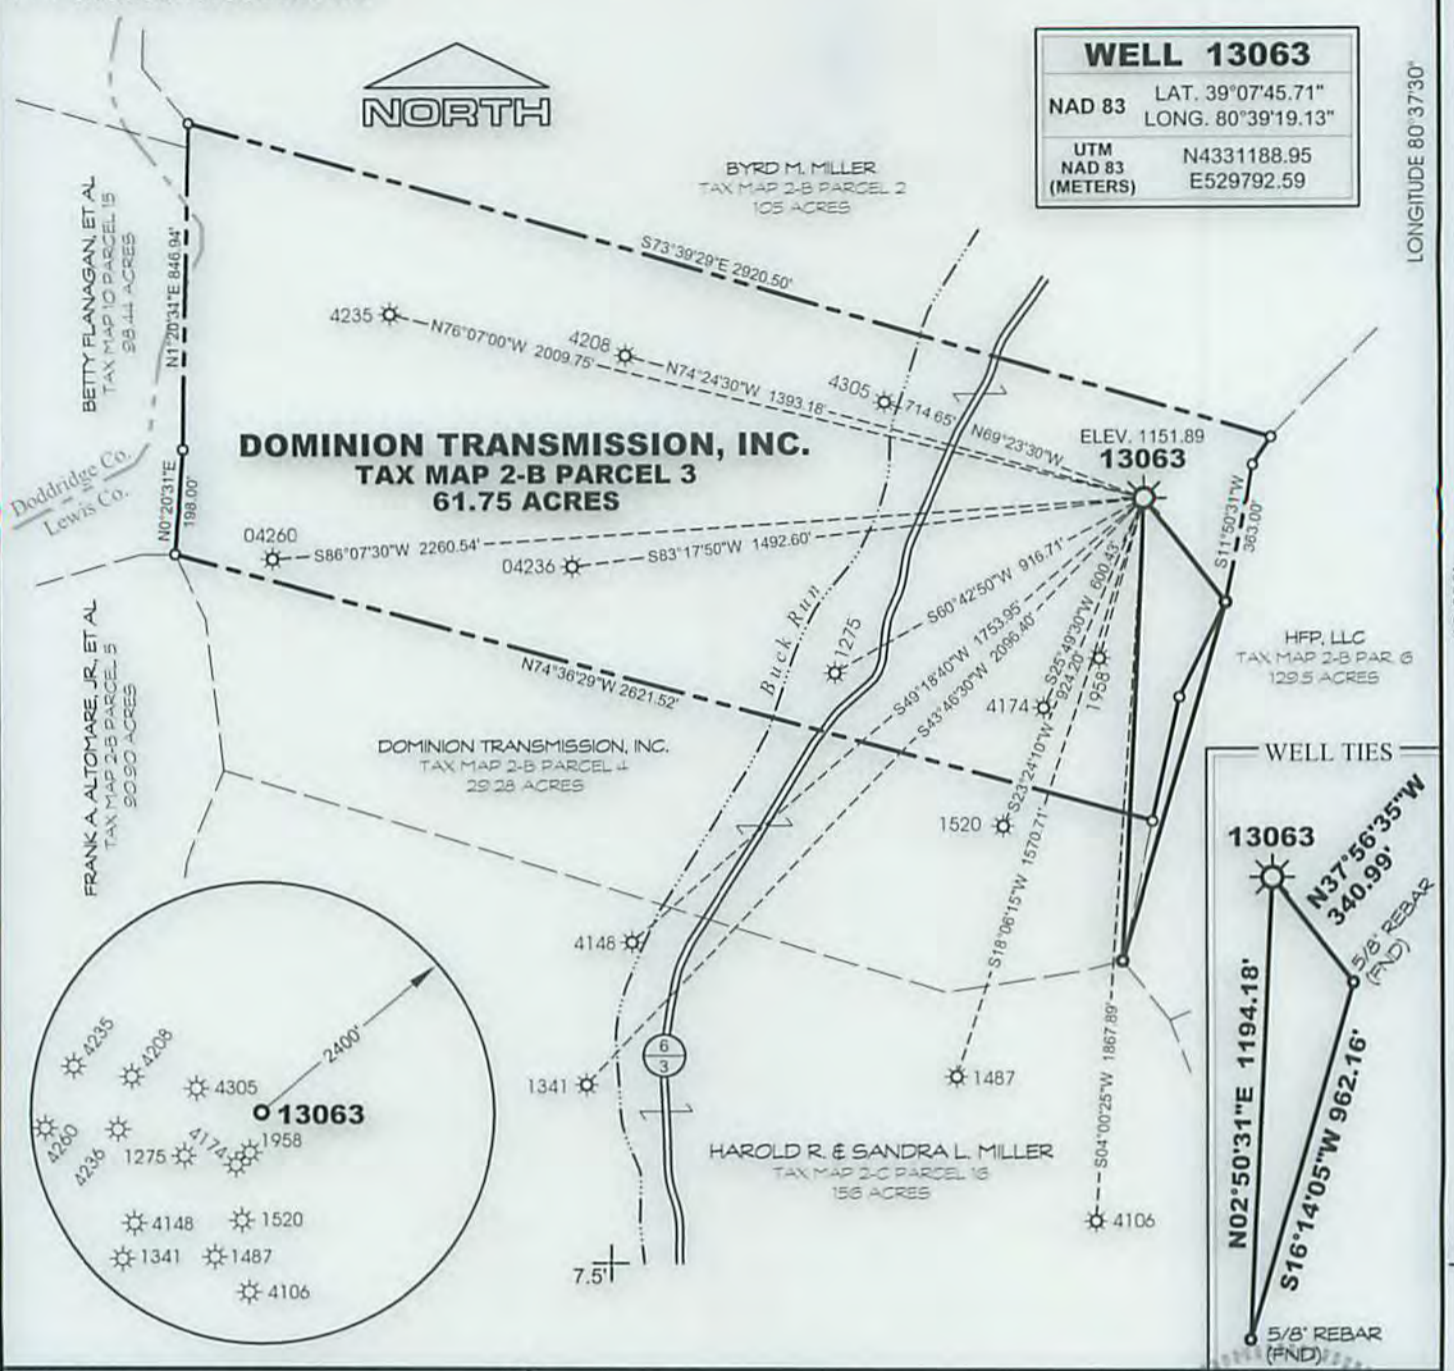 NORTH
WELL 13063
NAD 83
LAT. 39°07'45.71"
LONG. 80°39'19.13"
UTM
NAD 83
(METERS)
N4331188.95
E529792.59
LONGITUDE 80°37'30"
BYRD M. MILLER
TAX MAP 2-B PARCEL 2
105 ACRES
BETTY FLANAGAN, ET AL
TAX MAP 10 PARCEL 15
98.44 ACRES
N1°20'31"E 846.94'
S73°39'29"E 2920.50'
4235
N76°07'00"W 2009.75'
4208
N74°24'30"W 1393.18'
4305
714.65'
N69°23'30"W
ELEV. 1151.89
13063
DOMINION TRANSMISSION, INC.
TAX MAP 2-B PARCEL 3
61.75 ACRES
Doddridge Co.
Lewis Co.
N0°20'31"E
198.00'
S11°50'31"W
363.00'
04260
S86°07'30"W 2260.54'
04236
S83°17'50"W 1492.60'
Buck Run
1275
S60°42'50"W 916.71'
S49°18'40"W 1753.95'
S43°46'30"W 2096.40'
S25°49'30"W 600.43'
924.20'
1958
4174
S23°24'10"W
1520
S18°06'15"W 1570.71'
HFP, LLC
TAX MAP 2-B PAR 6
129.5 ACRES
N74°36'29"W 2621.52'
FRANK A. ALTOMARE, JR., ET AL
TAX MAP 2-B PARCEL 5
90.90 ACRES
DOMINION TRANSMISSION, INC.
TAX MAP 2-B PARCEL 4
29.28 ACRES
4148
6
3
1341
1487
S04°00'25"W 1867.89'
4106
HAROLD R. & SANDRA L. MILLER
TAX MAP 2-C PARCEL 16
156 ACRES
7.5'
4235
4208
4305
2400'
13063
4260
4236
1275
4174
1958
4148
1520
1341
1487
4106
WELL TIES
13063
N37°56'35"W
340.99'
5/8" REBAR
(FND)
N02°50'31"E 1194.18'
S16°14'05"W 962.16'
5/8" REBAR
(FND)